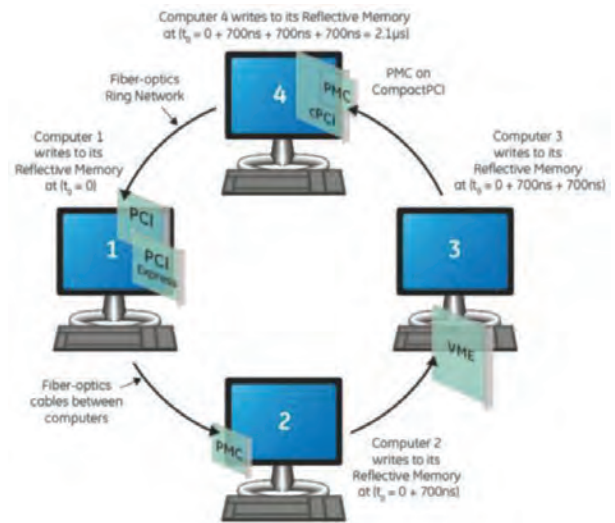 Computer 4 writes to its Reflective Memory
at (t₀ = 0 + 700ns + 700ns + 700ns = 2.1µs)
Fiber-optics
Ring Network
4
PMC
cPCI
PMC on
CompactPCI
Computer 1
writes to its
Reflective Memory
at (t₀ = 0)
Computer 3
writes to its
Reflective Memory
at (t₀ = 0 + 700ns + 700ns)
1
PCI
PCI
Express
3
VME
Fiber-optics
cables between
computers
PMC
2
Computer 2
writes to its
Reflective Memory
at (t₀ = 0 + 700ns)